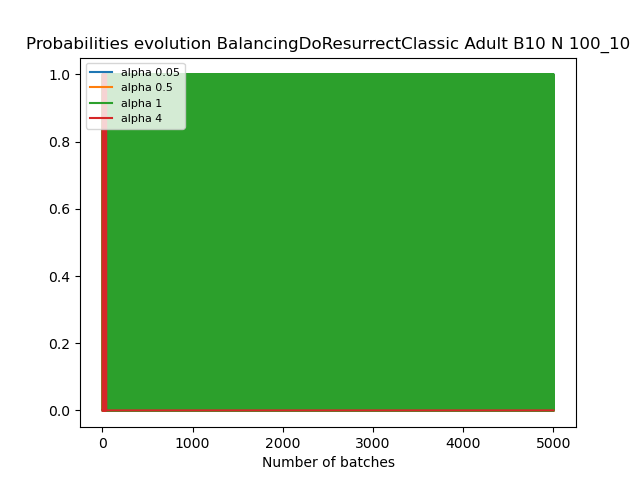 Probabilities evolution BalancingDoResurrectClassic Adult B10 N 100_10
1.0
0.8
0.6
0.4
0.2
0.0
alpha 0.05
alpha 0.5
alpha 1
alpha 4
0 1000 2000 3000 4000 5000
Number of batches